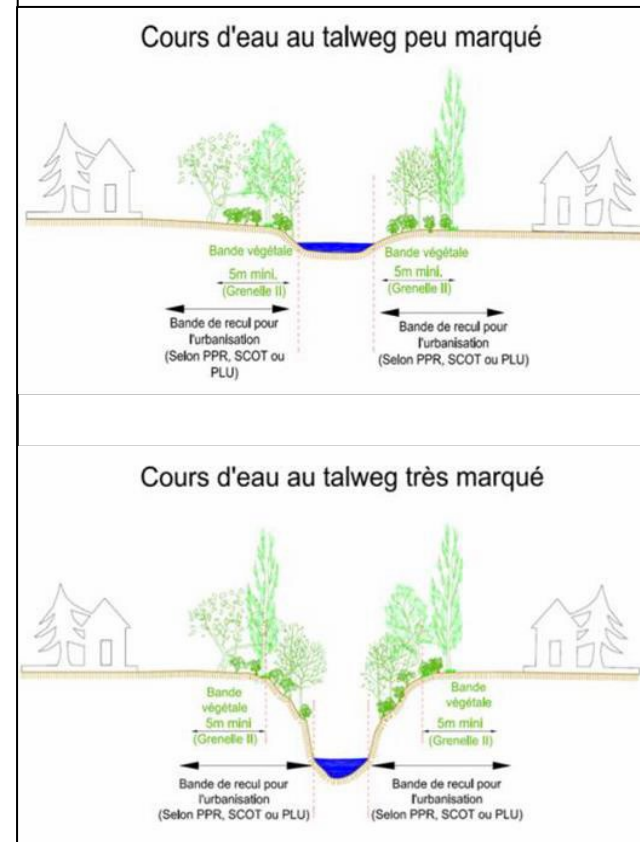 Cours d'eau au talweg peu marqué
Bande végétale
5m mini.
(Grenelle II)
Bande de recul pour
l'urbanisation
(Selon PPR, SCOT ou
PLU)
Bande végétale
5m mini.
(Grenelle II)
Bande de recul pour
l'urbanisation
(Selon PPR, SCOT ou PLU)
Cours d'eau au talweg très marqué
Bande
végétale
5m mini
(Grenelle II)
Bande de recul pour
l'urbanisation
(Selon PPR, SCOT ou PLU)
Bande
végétale
5m mini
(Grenelle II)
Bande de recul pour
l'urbanisation
(Selon PPR, SCOT ou PLU)